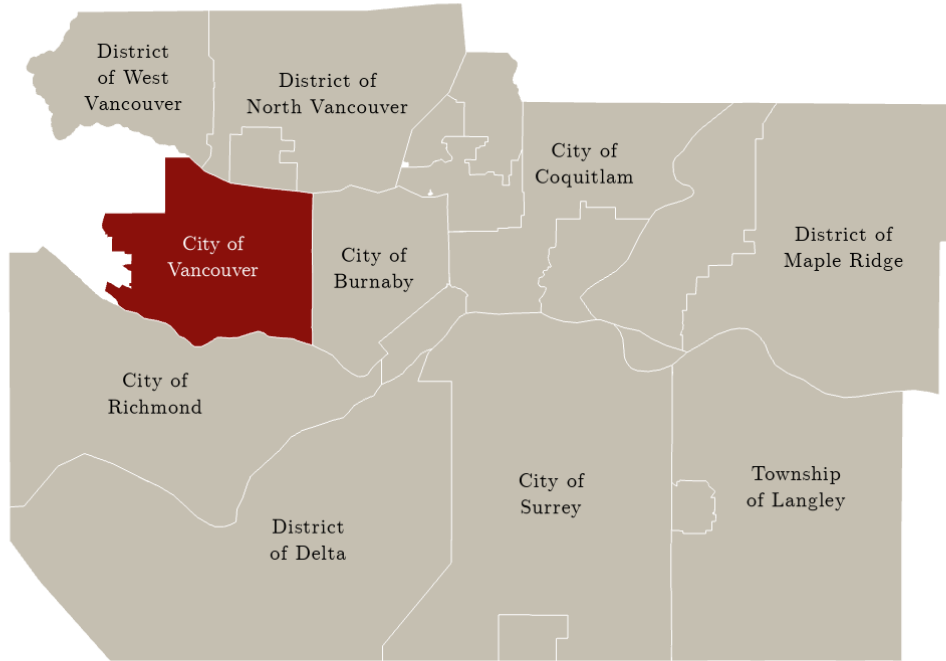 District
of West
Vancouver
District of
North Vancouver
City of
Coquitlam
City of
Vancouver
City of
Burnaby
District of
Maple Ridge
City of
Richmond
City of
Surrey
Township
of Langley
District
of Delta